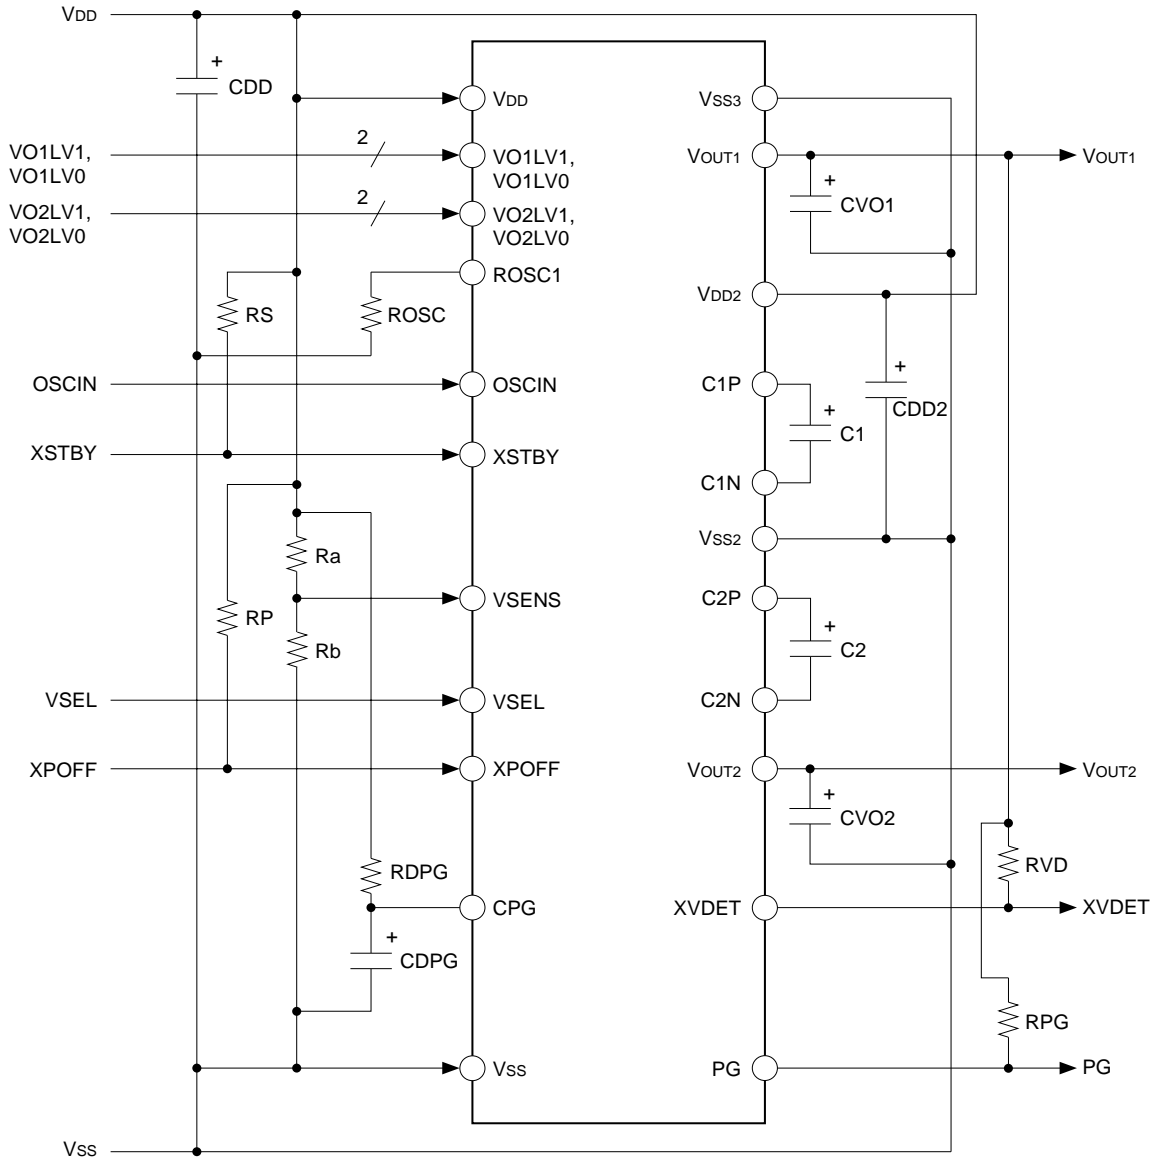 VDD
+
CDD
VDD
VSS3
VO1LV1,
VO1LV0
2
VO1LV1,
VO1LV0
VOUT1
VOUT1
+
CVO1
VO2LV1,
VO2LV0
2
VO2LV1,
VO2LV0
ROSC1
VDD2
RS
ROSC
+
CDD2
OSCIN
OSCIN
C1P
+
C1
XSTBY
XSTBY
C1N
VSS2
Ra
RP
VSENS
C2P
+
C2
Rb
VSEL
VSEL
C2N
XPOFF
XPOFF
VOUT2
VOUT2
+
CVO2
RDPG
RVD
CPG
XVDET
XVDET
+
CDPG
RPG
VSS
PG
PG
VSS